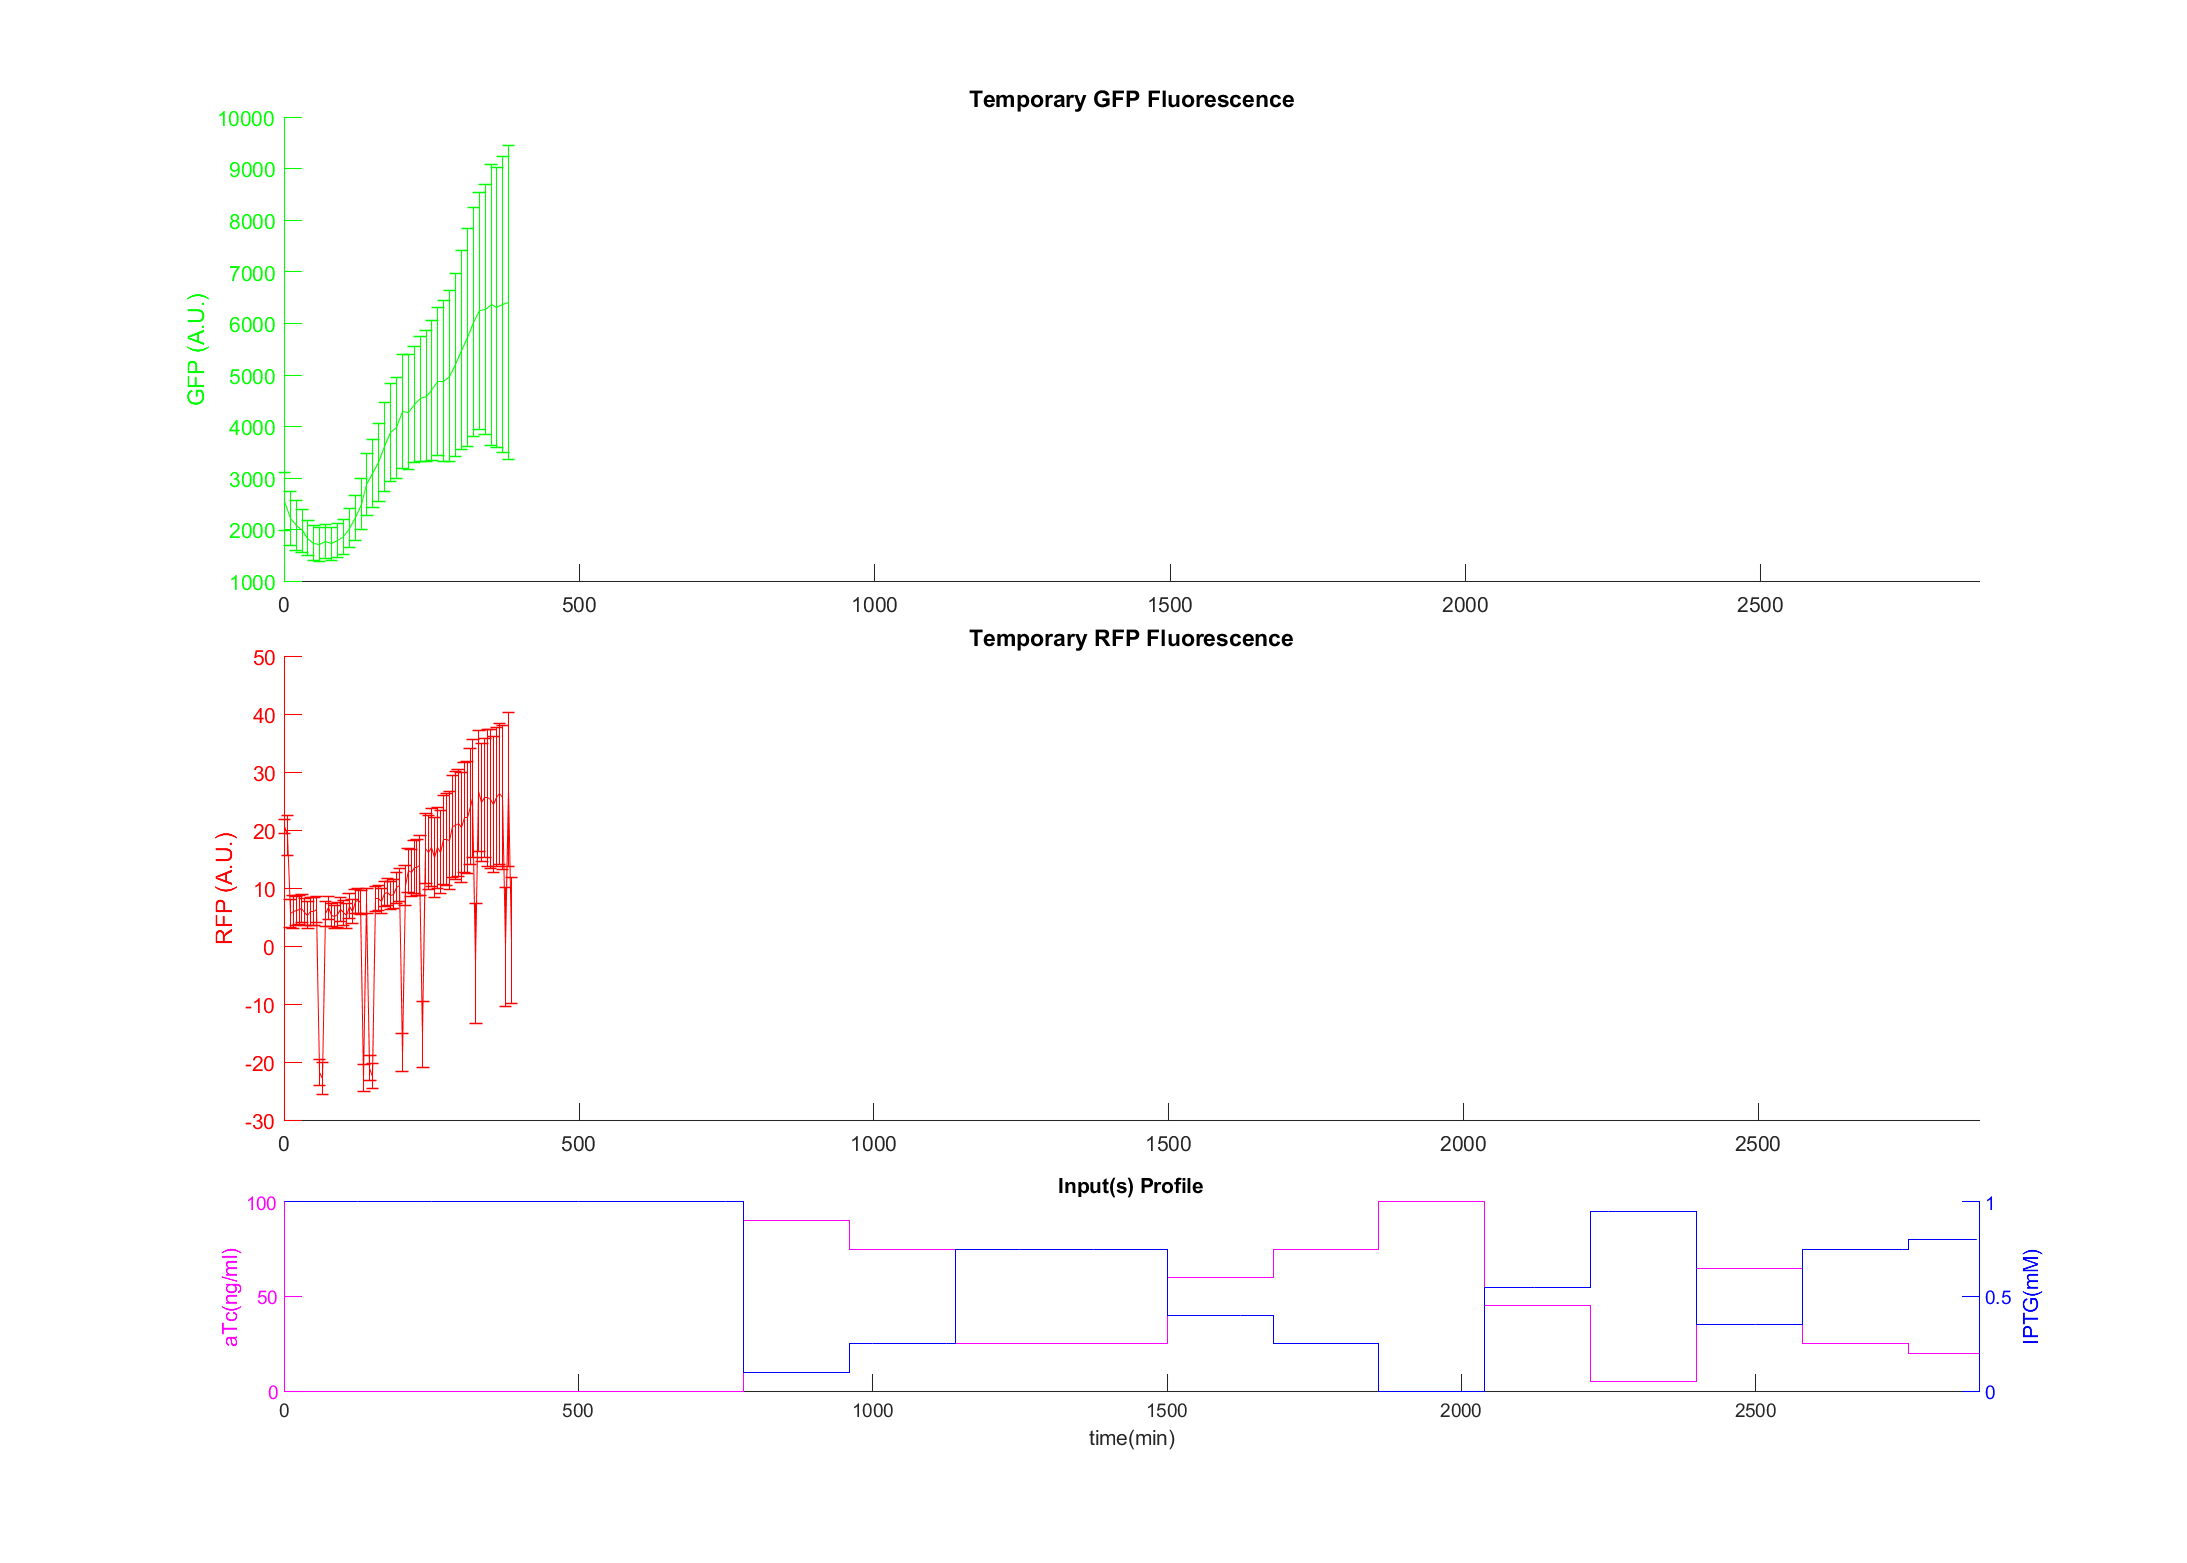 Temporary GFP Fluorescence
10000
9000
8000
7000
6000
5000
4000
3000
2000
1000
GFP (A.U.)
0 500 1000 1500 2000 2500
Temporary RFP Fluorescence
50
40
30
20
10
0
-10
-20
-30
RFP (A.U.)
0 500 1000 1500 2000 2500
Input(s) Profile
100
50
0
aTc(ng/ml)
1
0.5
0
IPTG(mM)
0 500 1000 1500 2000 2500
time(min)